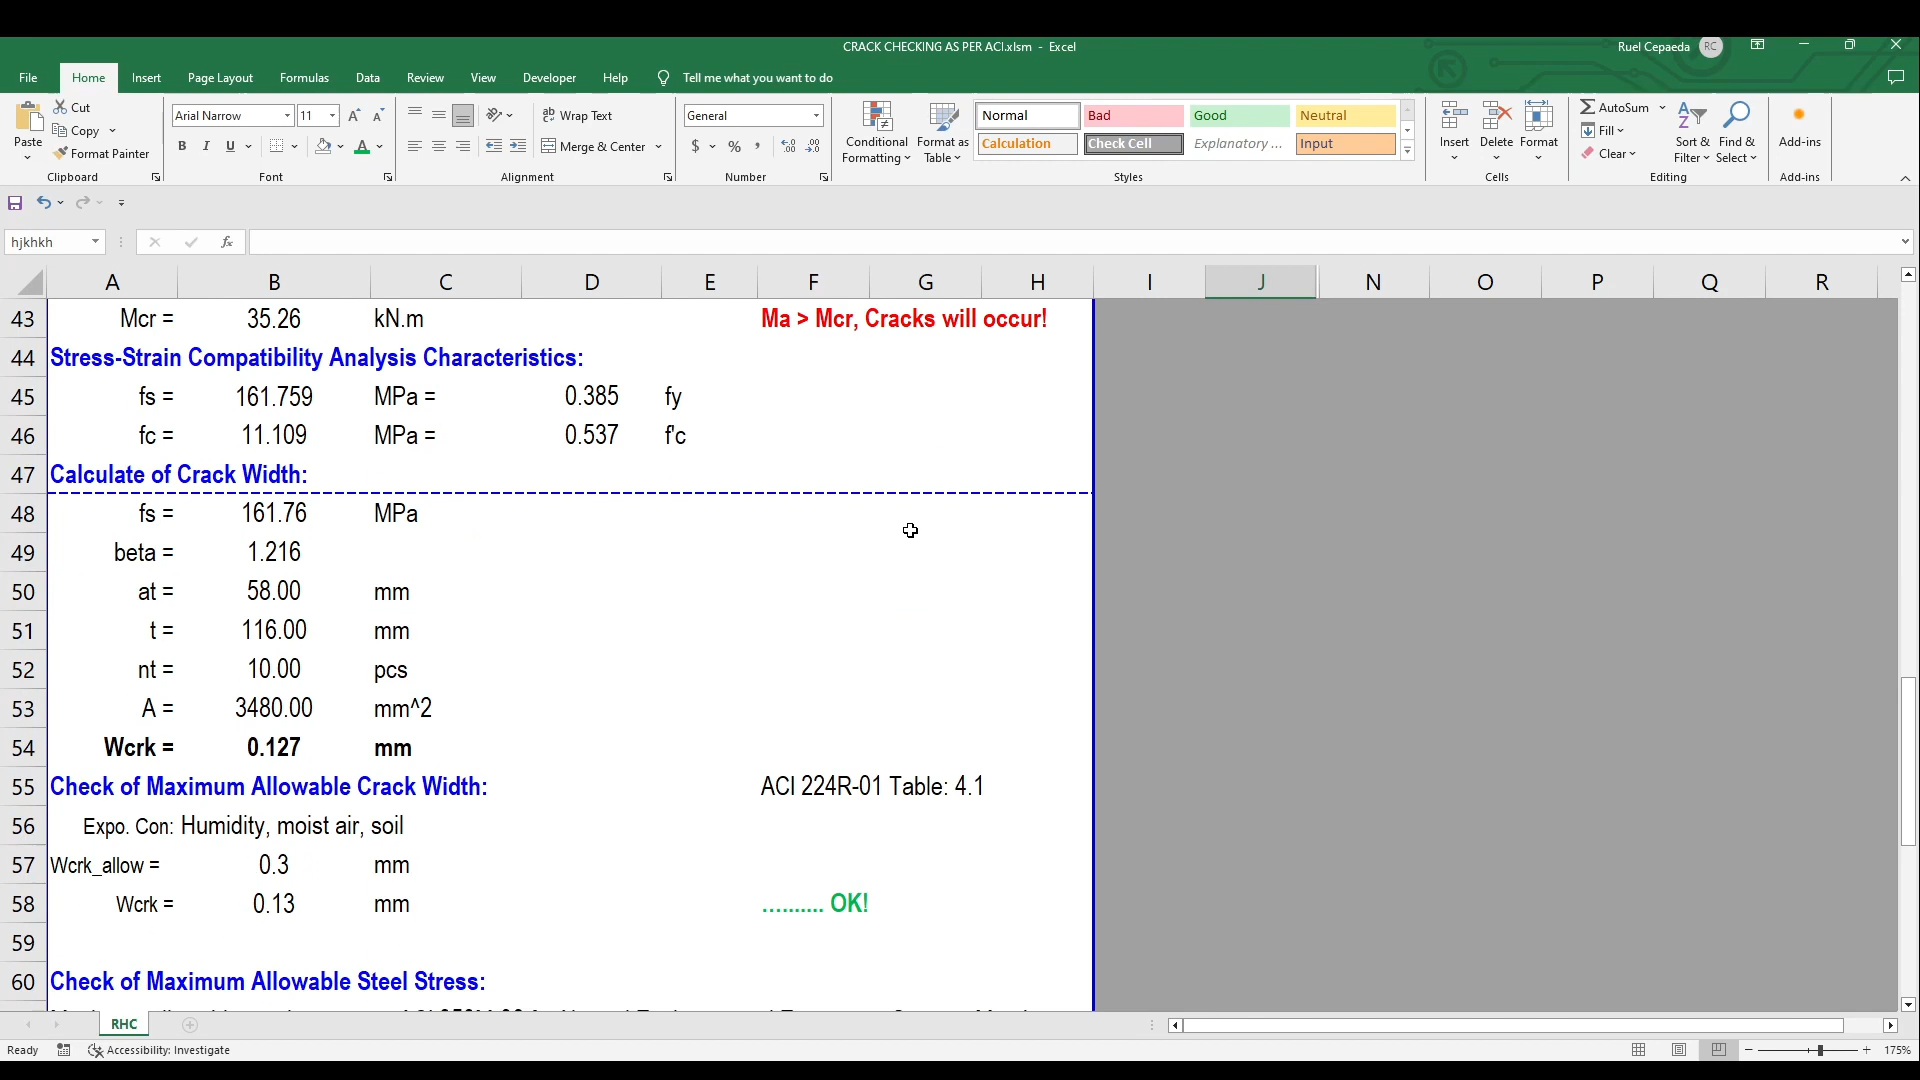 CRACK CHECKING AS PER ACI.xlsm - Excel
Ruel Cepaeda RC
File Home Insert Page Layout Formulas Data Review View Developer Help Tell me what you want to do
Paste
Cut
Copy
Format Painter
Clipboard
Arial Narrow 11
B I U
Font
Wrap Text
Merge & Center
Alignment
General
$ % ,
Number
Conditional Formatting
Format as Table
Normal Bad Good Neutral
Calculation Check Cell Explanatory ... Input
Styles
Insert Delete Format
Cells
AutoSum
Fill
Clear
Sort & Filter
Find & Select
Editing
Add-ins
Add-ins
hjkhkh fx
A B C D E F G H I J N O P Q R
43 Mcr = 35.26 kN.m Ma > Mcr, Cracks will occur!
44 Stress-Strain Compatibility Analysis Characteristics:
45 fs = 161.759 MPa = 0.385 fy
46 fc = 11.109 MPa = 0.537 f'c
47 Calculate of Crack Width:
48 fs = 161.76 MPa
49 beta = 1.216
50 at = 58.00 mm
51 t = 116.00 mm
52 nt = 10.00 pcs
53 A = 3480.00 mm^2
54 Wcrk = 0.127 mm
55 Check of Maximum Allowable Crack Width: ACI 224R-01 Table: 4.1
56 Expo. Con: Humidity, moist air, soil
57 Wcrk_allow = 0.3 mm
58 Wcrk = 0.13 mm .......... OK!
59
60 Check of Maximum Allowable Steel Stress:
RHC
Ready Accessibility: Investigate 175%